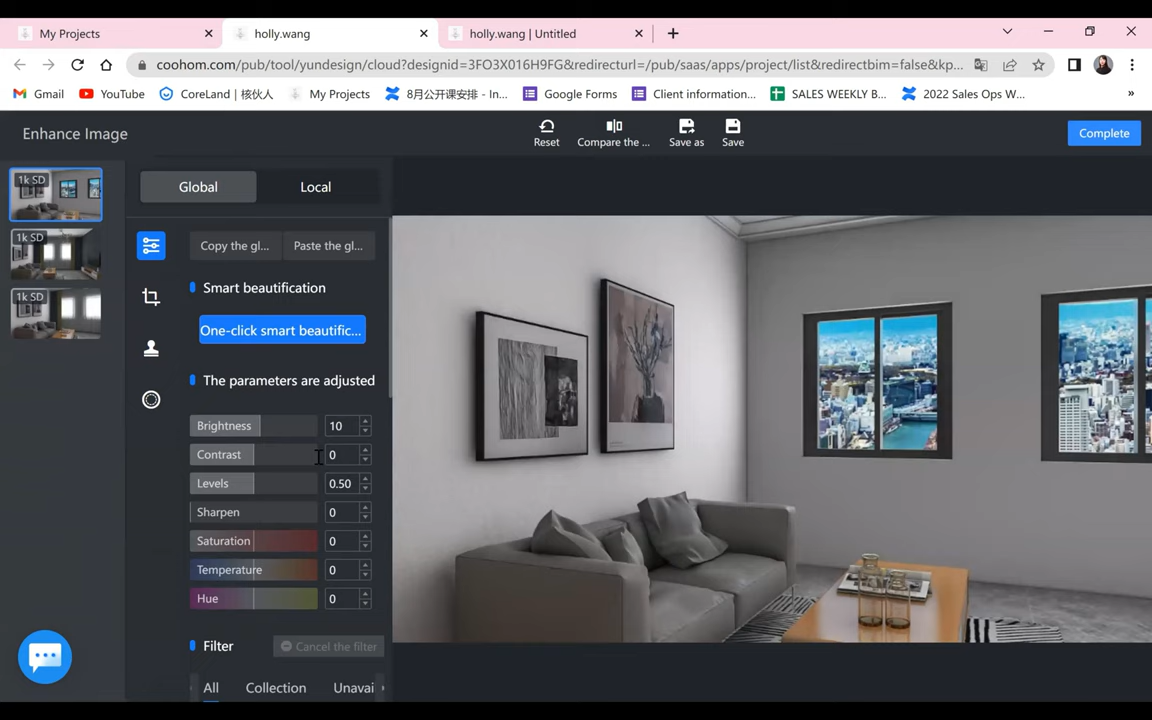 My Projects
holly.wang
holly.wang | Untitled
coohom.com/pub/tool/yundesign/cloud?designid=3FO3X016H9FG&redirecturl=/pub/saas/apps/project/list&redirectbim=false&kp...
Gmail
YouTube
CoreLand | 核伙人
My Projects
8月公开课安排 - In...
Google Forms
Client information...
SALES WEEKLY B...
2022 Sales Ops W...
»
Enhance Image
Reset
Compare the ...
Save as
Save
Complete
1k SD
1k SD
1k SD
Global
Local
Copy the gl...
Paste the gl...
Smart beautification
One-click smart beautific...
The parameters are adjusted
Brightness 10
Contrast 0
Levels 0.50
Sharpen 0
Saturation 0
Temperature 0
Hue 0
Filter
Cancel the filter
All
Collection
Unavai